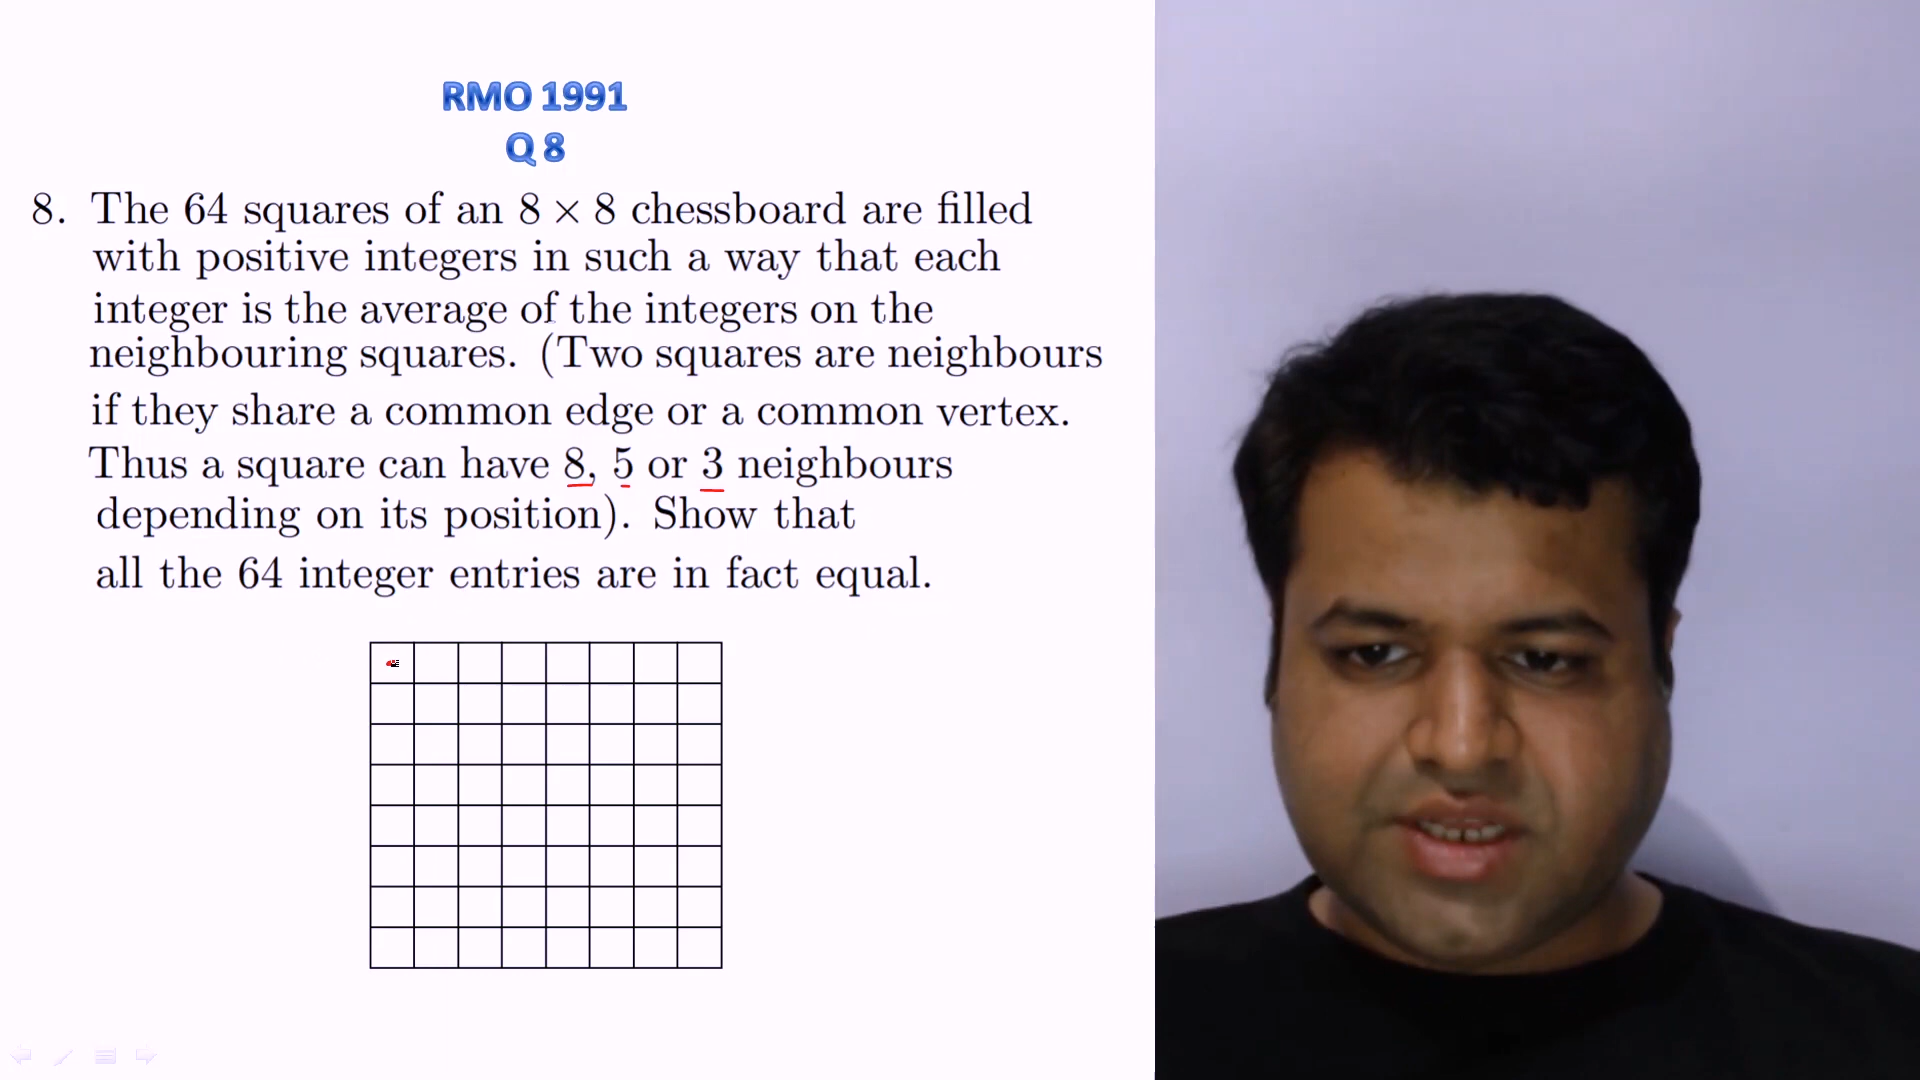 RMO 1991
Q 8
8. The 64 squares of an 8 × 8 chessboard are filled
with positive integers in such a way that each
integer is the average of the integers on the
neighbouring squares. (Two squares are neighbours
if they share a common edge or a common vertex.
Thus a square can have 8, 5 or 3 neighbours
depending on its position). Show that
all the 64 integer entries are in fact equal.